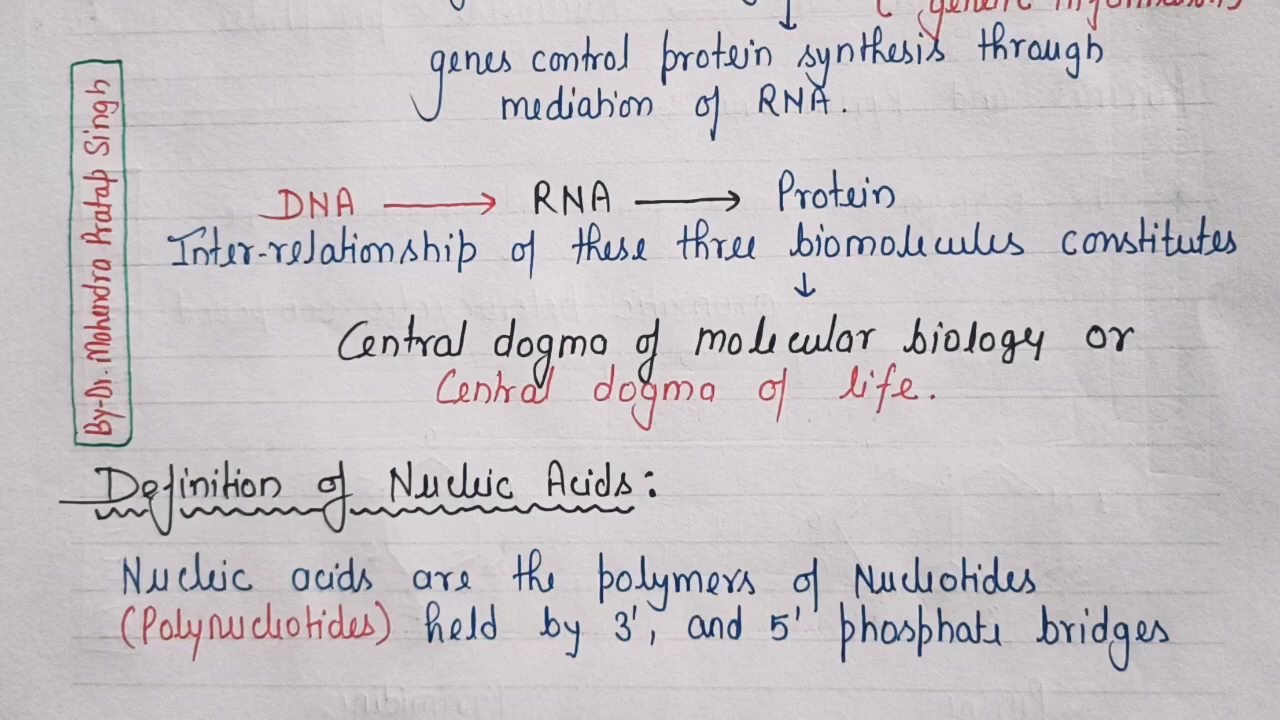 genes control protein synthesis through
mediation of RNA.
DNA → RNA → Protein
Inter-relationship of these three biomolecules constitutes
↓
Central dogma of molecular biology or
Central dogma of life.
Definition of Nucleic Acids:
Nucleic acids are the polymers of Nucleotides
(Polynucleotides) held by 3', and 5' phosphate bridges
By-Dr. Mahendra Pratap Singh